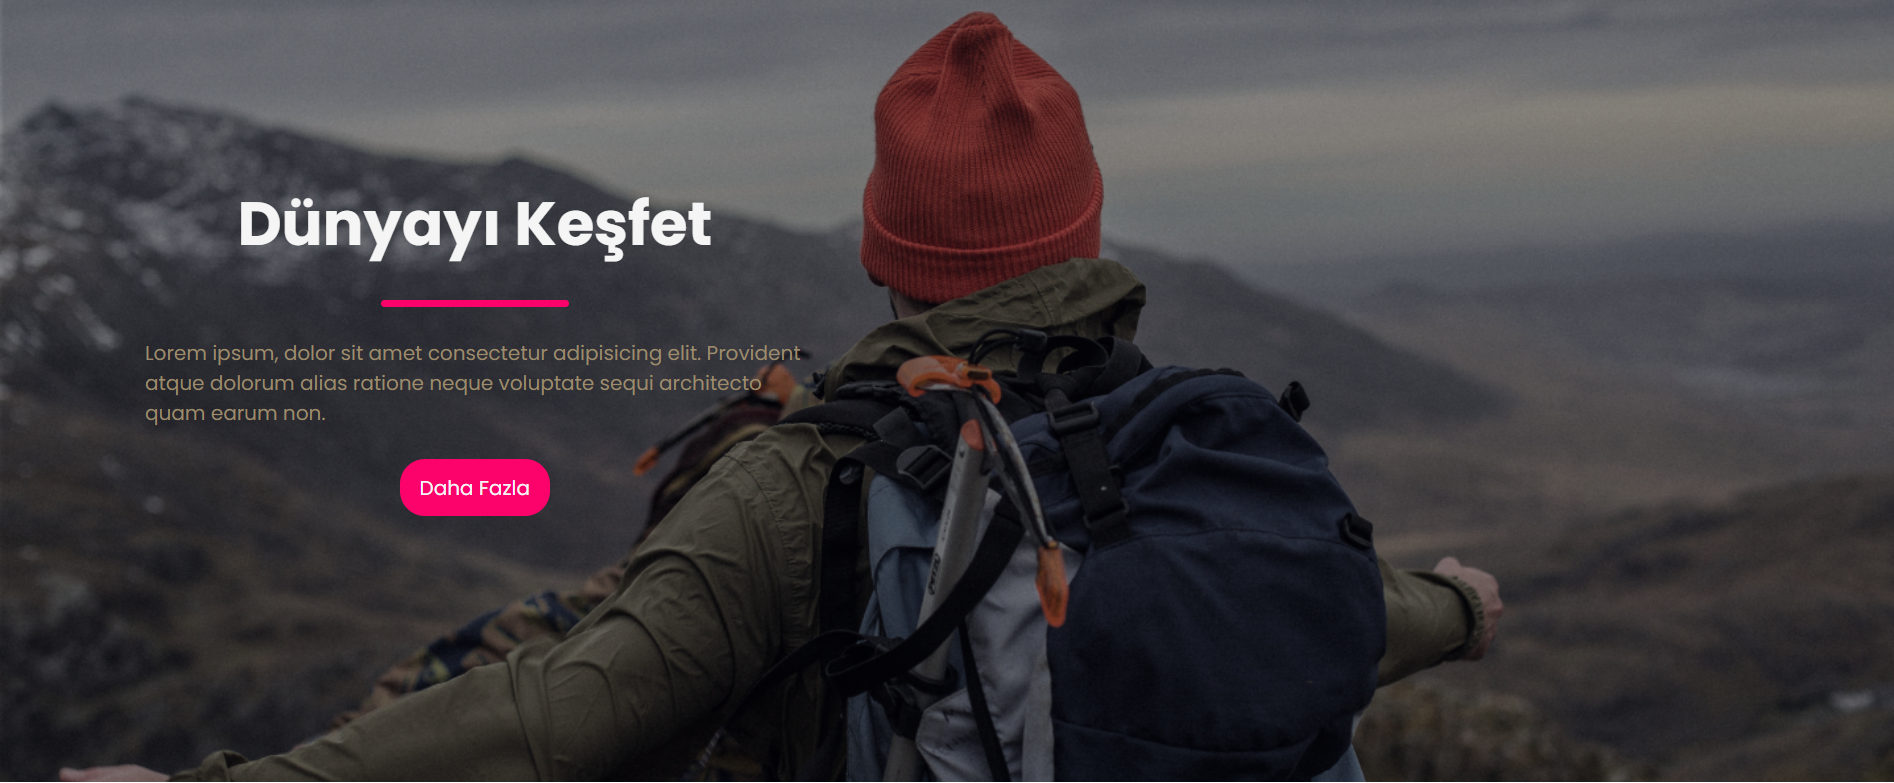 Dünyayı Keşfet
Lorem ipsum, dolor sit amet consectetur adipisicing elit. Provident
atque dolorum alias ratione neque voluptate sequi architecto
quam earum non.
Daha Fazla